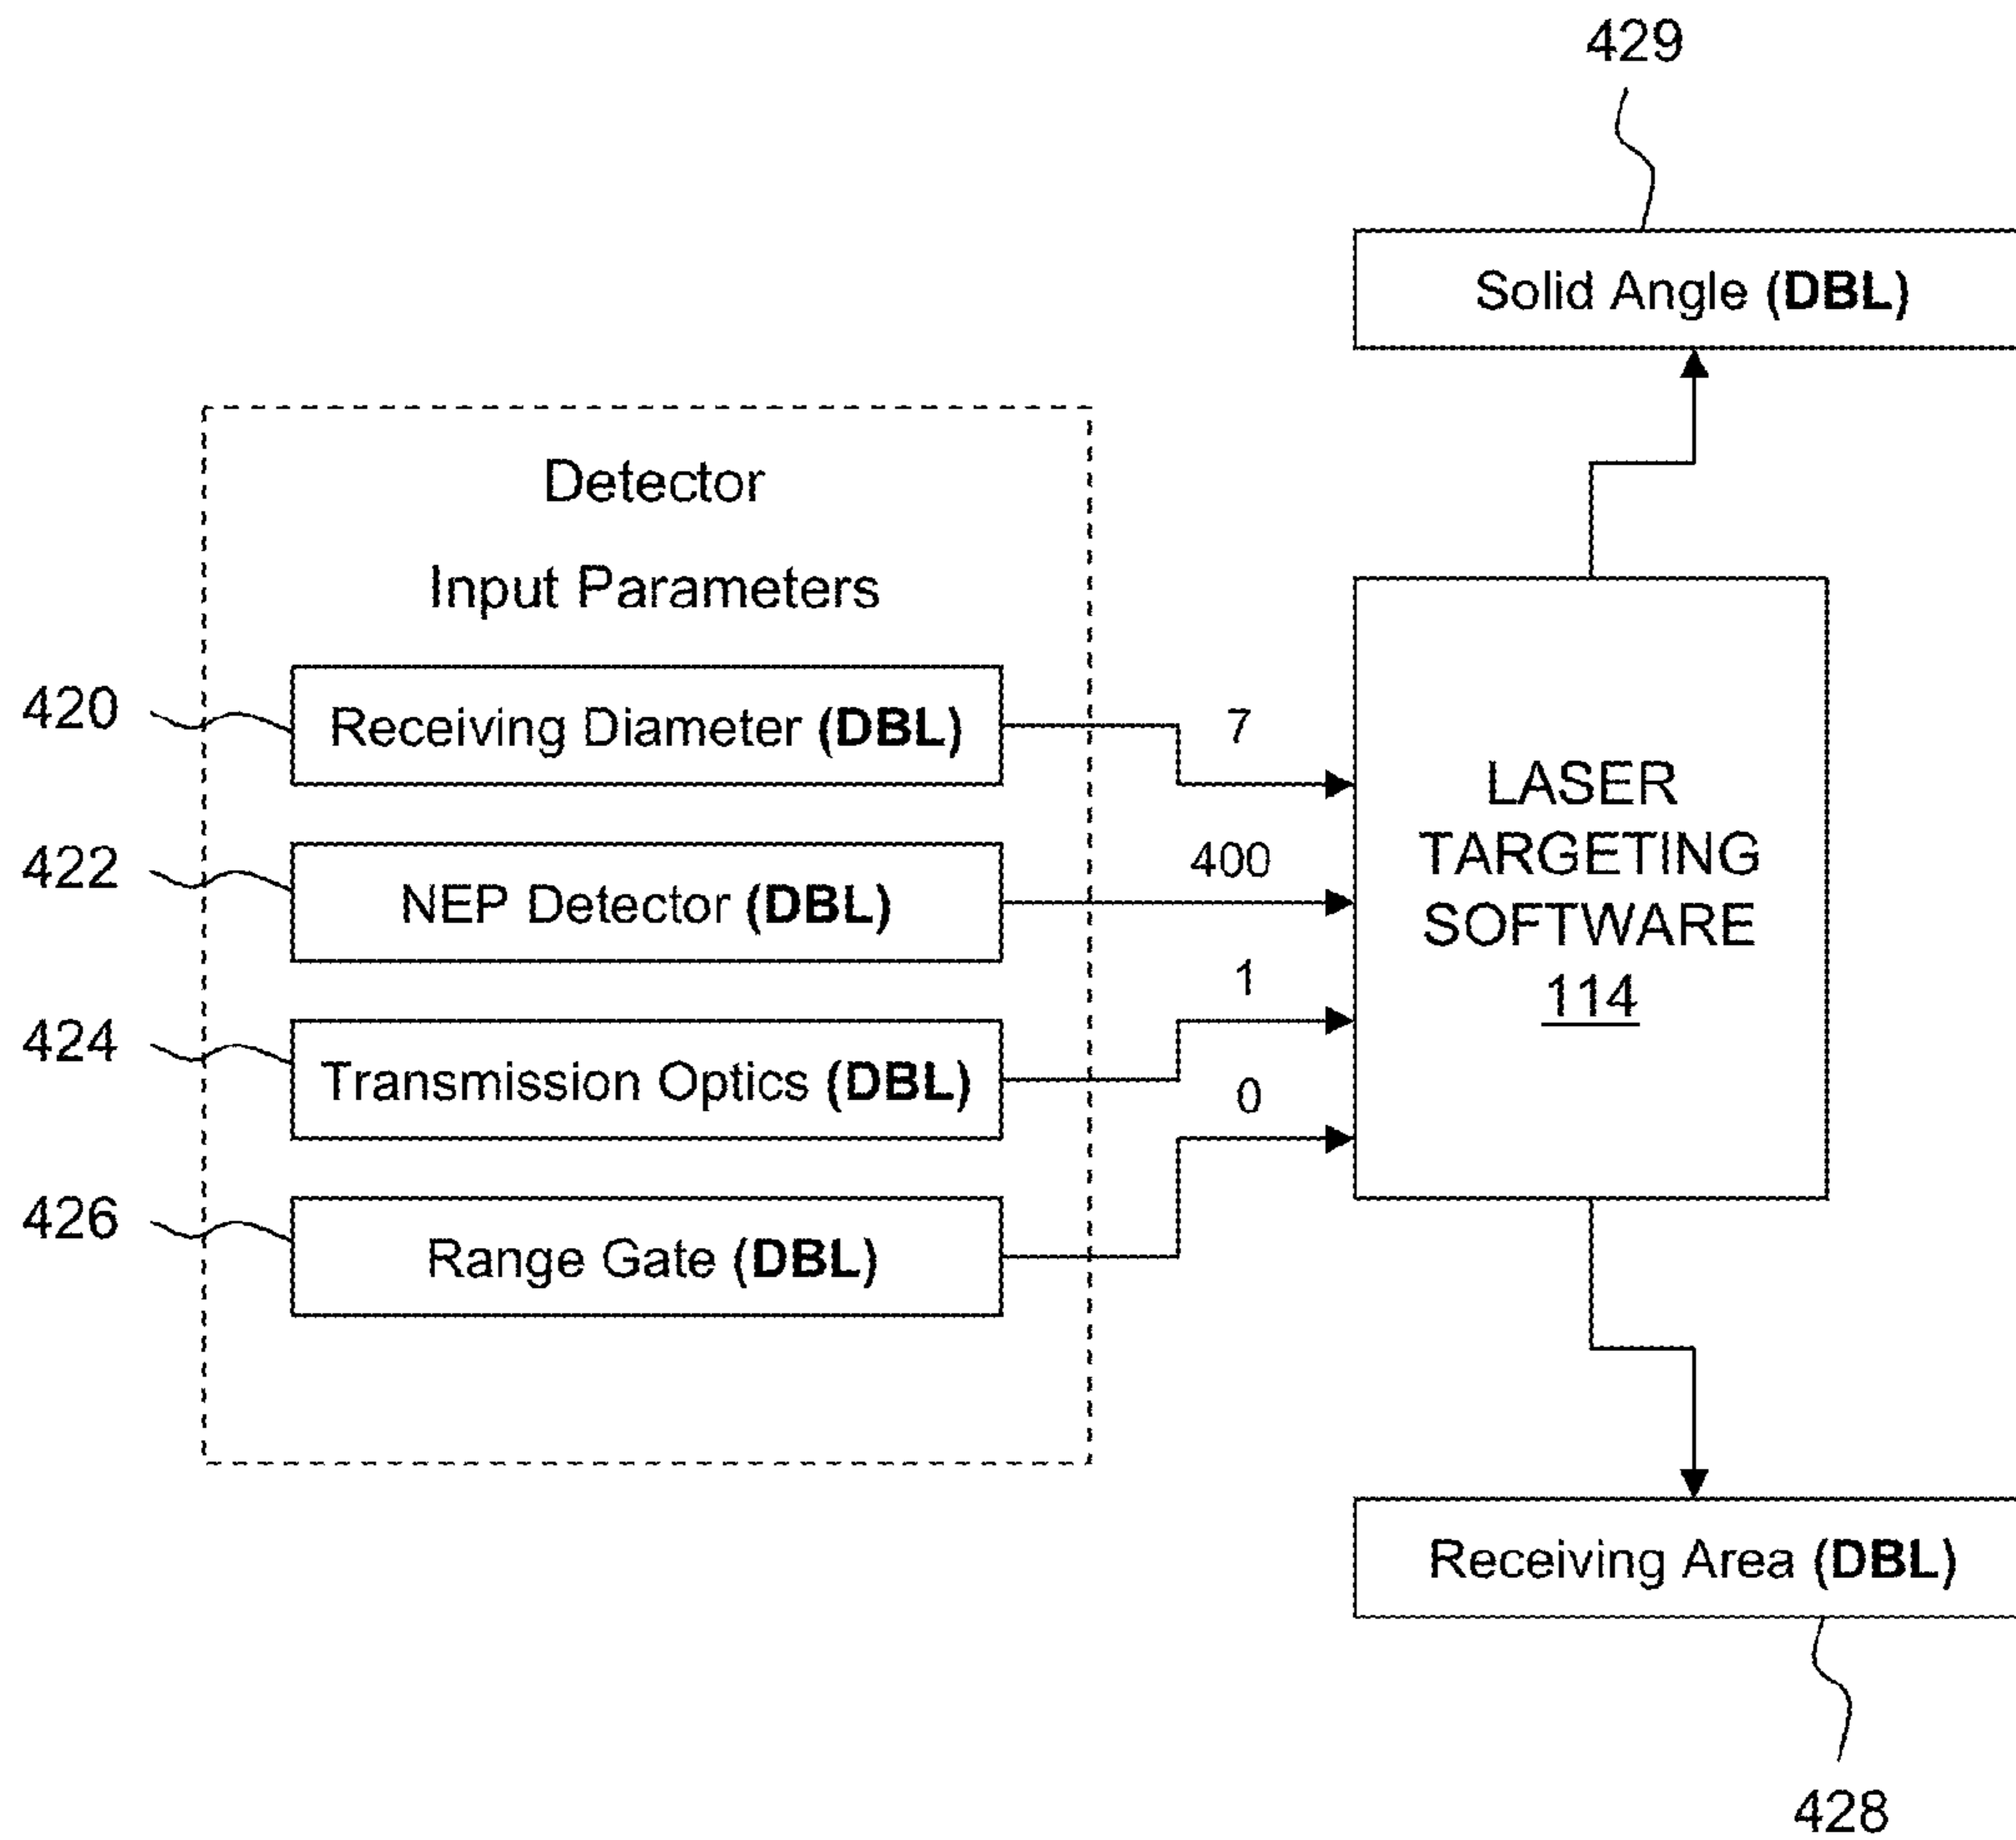 429
Solid Angle (DBL)
Detector
Input Parameters
420
Receiving Diameter (DBL)
7
422
NEP Detector (DBL)
400
424
Transmission Optics (DBL)
1
426
Range Gate (DBL)
0
LASER
TARGETING
SOFTWARE
114
Receiving Area (DBL)
428